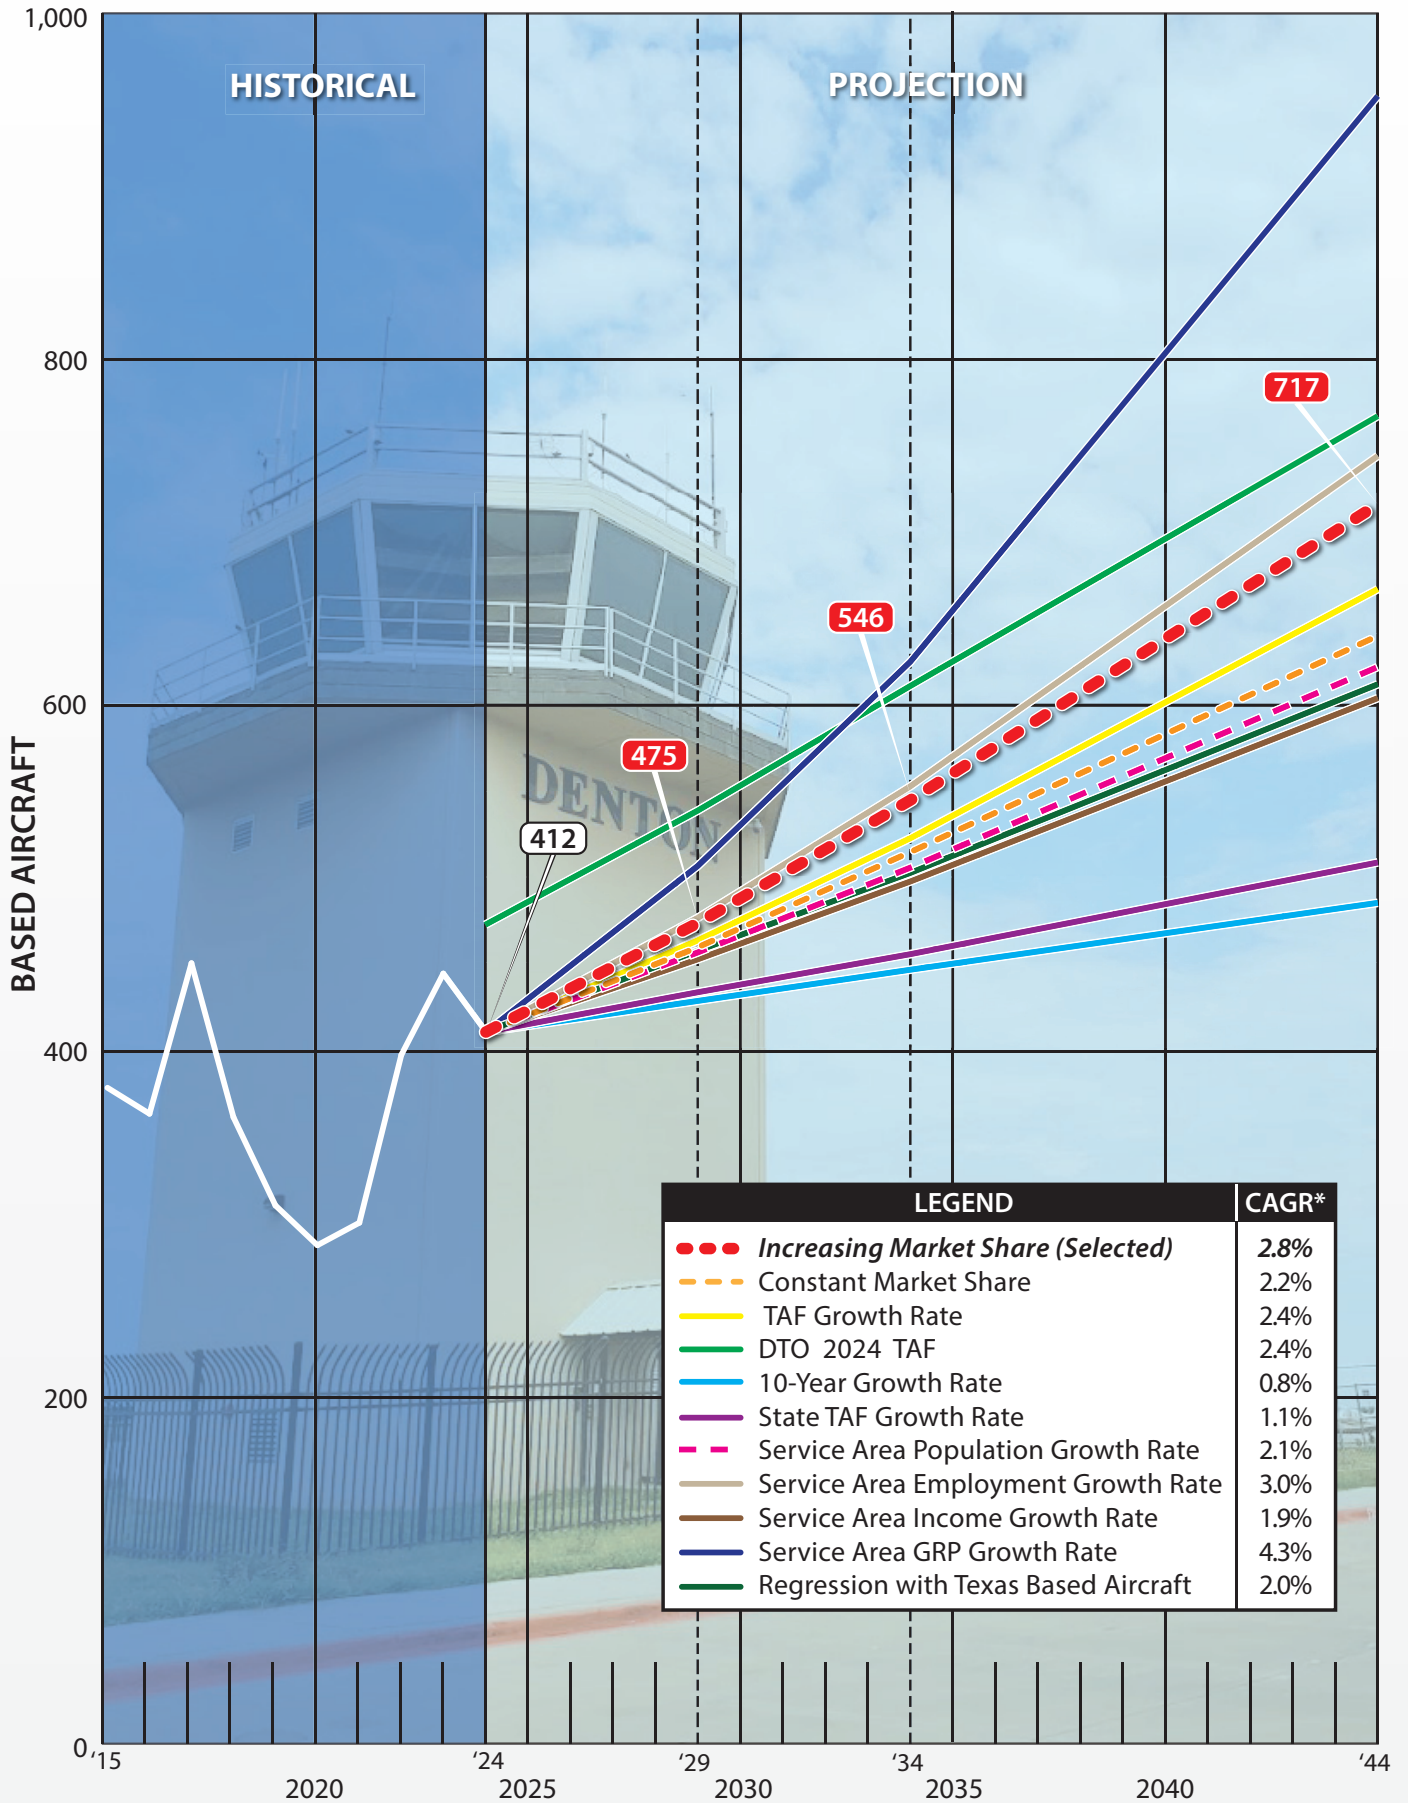 1,000
HISTORICAL
PROJECTION
800
717
600
546
475
DENTON
412
BASED AIRCRAFT
400
LEGEND CAGR*
Increasing Market Share (Selected) 2.8%
Constant Market Share 2.2%
TAF Growth Rate 2.4%
DTO 2024 TAF 2.4%
10-Year Growth Rate 0.8%
State TAF Growth Rate 1.1%
Service Area Population Growth Rate 2.1%
Service Area Employment Growth Rate 3.0%
Service Area Income Growth Rate 1.9%
Service Area GRP Growth Rate 4.3%
Regression with Texas Based Aircraft 2.0%
200
0
‘15 ‘24 ‘29 ‘34 ‘44
2020 2025 2030 2035 2040